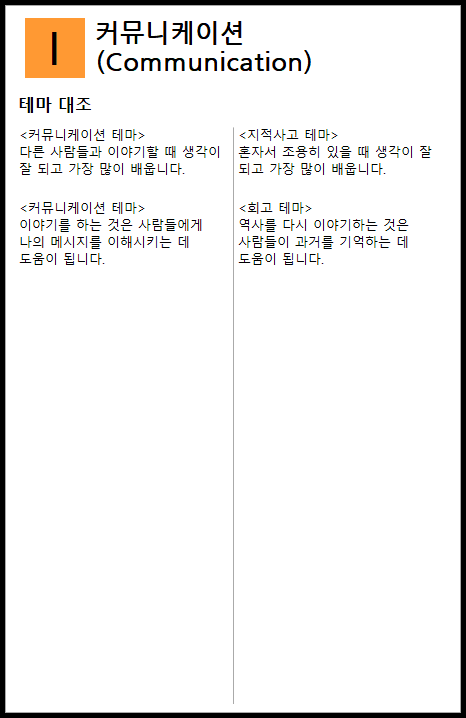 I
커뮤니케이션
(Communication)
테마 대조
<커뮤니케이션 테마>
다른 사람들과 이야기할 때 생각이
잘 되고 가장 많이 배웁니다.
<커뮤니케이션 테마>
이야기를 하는 것은 사람들에게
나의 메시지를 이해시키는 데
도움이 됩니다.
<지적사고 테마>
혼자서 조용히 있을 때 생각이 잘
되고 가장 많이 배웁니다.
<회고 테마>
역사를 다시 이야기하는 것은
사람들이 과거를 기억하는 데
도움이 됩니다.